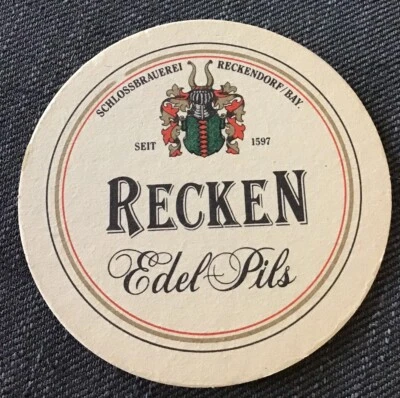 SCHLOSSBRAUEREI RECKENDORF/BAY.
SEIT 1597
RECKEN
Edel Pils